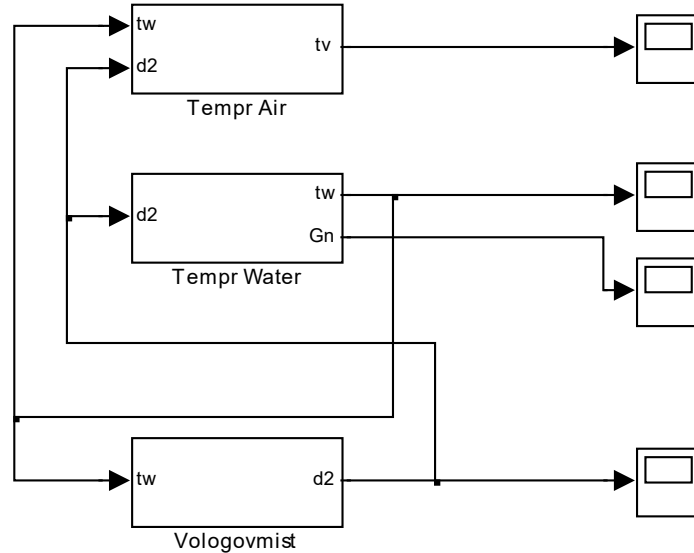 tw
tv
d2
Tempr Air
tw
d2
Gn
Tempr Water
tw
d2
Vologovmist